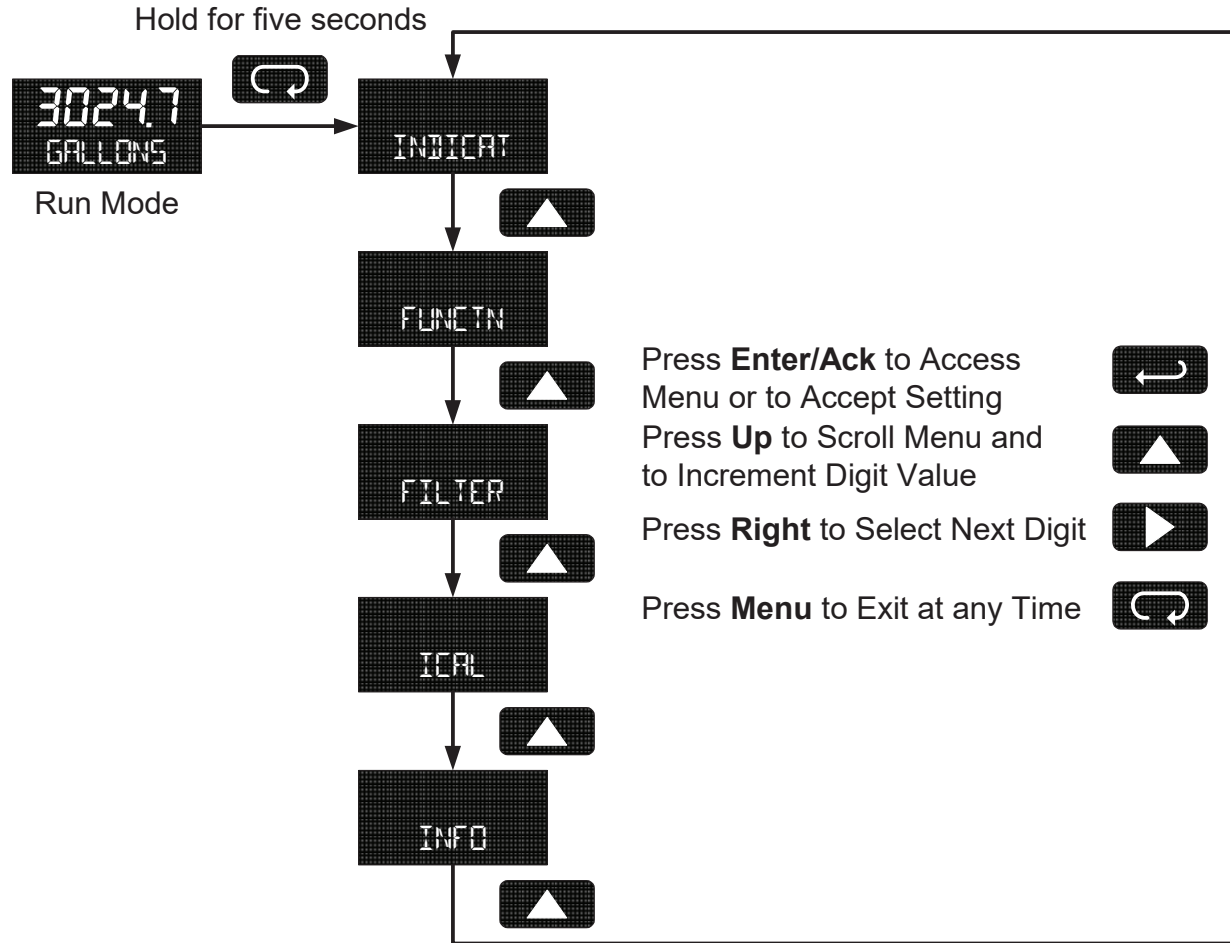 Hold for five seconds
3024.7
GALLONS
Run Mode
INDICAT
FUNCTN
FILTER
ICAL
INFO
Press Enter/Ack to Access
Menu or to Accept Setting
Press Up to Scroll Menu and
to Increment Digit Value
Press Right to Select Next Digit
Press Menu to Exit at any Time